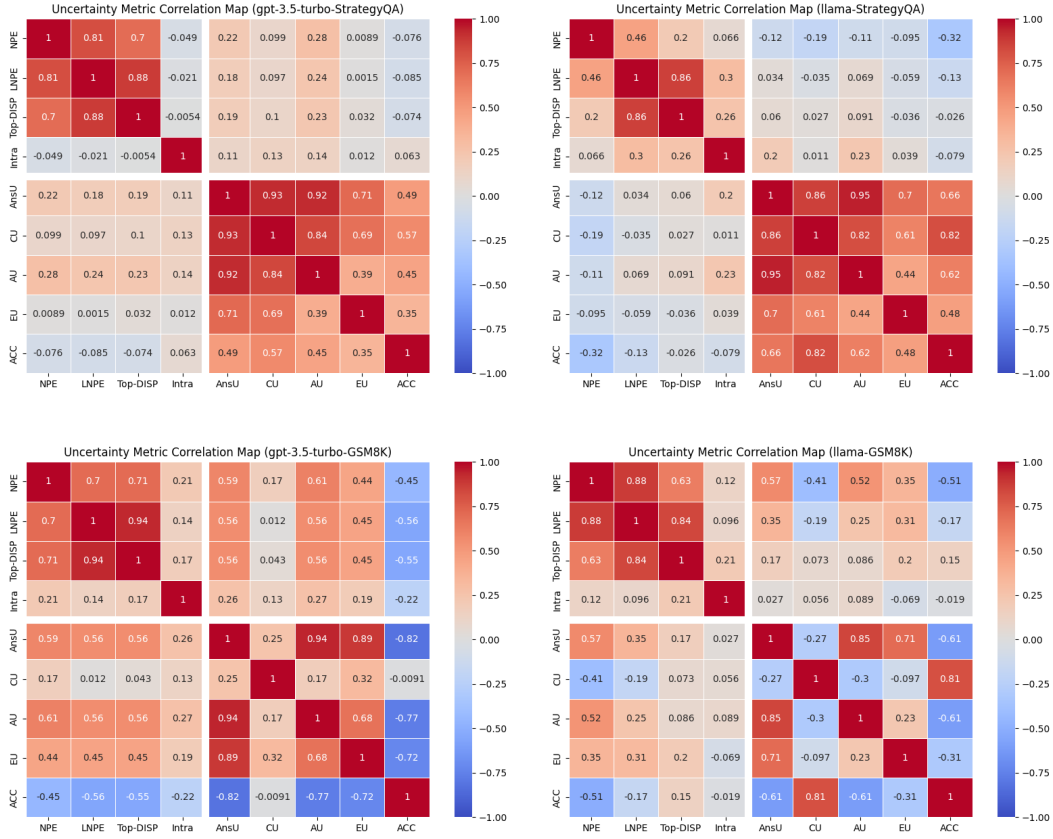 Uncertainty Metric Correlation Map (gpt-3.5-turbo-StrategyQA)
NPE 1 0.81 0.7 -0.049 0.22 0.099 0.28 0.0089 -0.076
LNPE 0.81 1 0.88 -0.021 0.18 0.097 0.24 0.0015 -0.085
Top-DISP 0.7 0.88 1 -0.0054 0.19 0.1 0.23 0.032 -0.074
Intra -0.049 -0.021 -0.0054 1 0.11 0.13 0.14 0.012 0.063
AnsU 0.22 0.18 0.19 0.11 1 0.93 0.92 0.71 0.49
CU 0.099 0.097 0.1 0.13 0.93 1 0.84 0.69 0.57
AU 0.28 0.24 0.23 0.14 0.92 0.84 1 0.39 0.45
EU 0.0089 0.0015 0.032 0.012 0.71 0.69 0.39 1 0.35
ACC -0.076 -0.085 -0.074 0.063 0.49 0.57 0.45 0.35 1
NPE LNPE Top-DISP Intra AnsU CU AU EU ACC
1.00
0.75
0.50
0.25
0.00
−0.25
−0.50
−0.75
−1.00
Uncertainty Metric Correlation Map (llama-StrategyQA)
NPE 1 0.46 0.2 0.066 -0.12 -0.19 -0.11 -0.095 -0.32
LNPE 0.46 1 0.86 0.3 0.034 -0.035 0.069 -0.059 -0.13
Top-DISP 0.2 0.86 1 0.26 0.06 0.027 0.091 -0.036 -0.026
Intra 0.066 0.3 0.26 1 0.2 0.011 0.23 0.039 -0.079
AnsU -0.12 0.034 0.06 0.2 1 0.86 0.95 0.7 0.66
CU -0.19 -0.035 0.027 0.011 0.86 1 0.82 0.61 0.82
AU -0.11 0.069 0.091 0.23 0.95 0.82 1 0.44 0.62
EU -0.095 -0.059 -0.036 0.039 0.7 0.61 0.44 1 0.48
ACC -0.32 -0.13 -0.026 -0.079 0.66 0.82 0.62 0.48 1
NPE LNPE Top-DISP Intra AnsU CU AU EU ACC
1.00
0.75
0.50
0.25
0.00
−0.25
−0.50
−0.75
−1.00
Uncertainty Metric Correlation Map (gpt-3.5-turbo-GSM8K)
NPE 1 0.7 0.71 0.21 0.59 0.17 0.61 0.44 -0.45
LNPE 0.7 1 0.94 0.14 0.56 0.012 0.56 0.45 -0.56
Top-DISP 0.71 0.94 1 0.17 0.56 0.043 0.56 0.45 -0.55
Intra 0.21 0.14 0.17 1 0.26 0.13 0.27 0.19 -0.22
AnsU 0.59 0.56 0.56 0.26 1 0.25 0.94 0.89 -0.82
CU 0.17 0.012 0.043 0.13 0.25 1 0.17 0.32 -0.0091
AU 0.61 0.56 0.56 0.27 0.94 0.17 1 0.68 -0.77
EU 0.44 0.45 0.45 0.19 0.89 0.32 0.68 1 -0.72
ACC -0.45 -0.56 -0.55 -0.22 -0.82 -0.0091 -0.77 -0.72 1
NPE LNPE Top-DISP Intra AnsU CU AU EU ACC
1.00
0.75
0.50
0.25
0.00
−0.25
−0.50
−0.75
−1.00
Uncertainty Metric Correlation Map (llama-GSM8K)
NPE 1 0.88 0.63 0.12 0.57 -0.41 0.52 0.35 -0.51
LNPE 0.88 1 0.84 0.096 0.35 -0.19 0.25 0.31 -0.17
Top-DISP 0.63 0.84 1 0.21 0.17 0.073 0.086 0.2 0.15
Intra 0.12 0.096 0.21 1 0.027 0.056 0.089 -0.069 -0.019
AnsU 0.57 0.35 0.17 0.027 1 -0.27 0.85 0.71 -0.61
CU -0.41 -0.19 0.073 0.056 -0.27 1 -0.3 -0.097 0.81
AU 0.52 0.25 0.086 0.089 0.85 -0.3 1 0.23 -0.61
EU 0.35 0.31 0.2 -0.069 0.71 -0.097 0.23 1 -0.31
ACC -0.51 -0.17 0.15 -0.019 -0.61 0.81 -0.61 -0.31 1
NPE LNPE Top-DISP Intra AnsU CU AU EU ACC
1.00
0.75
0.50
0.25
0.00
−0.25
−0.50
−0.75
−1.00